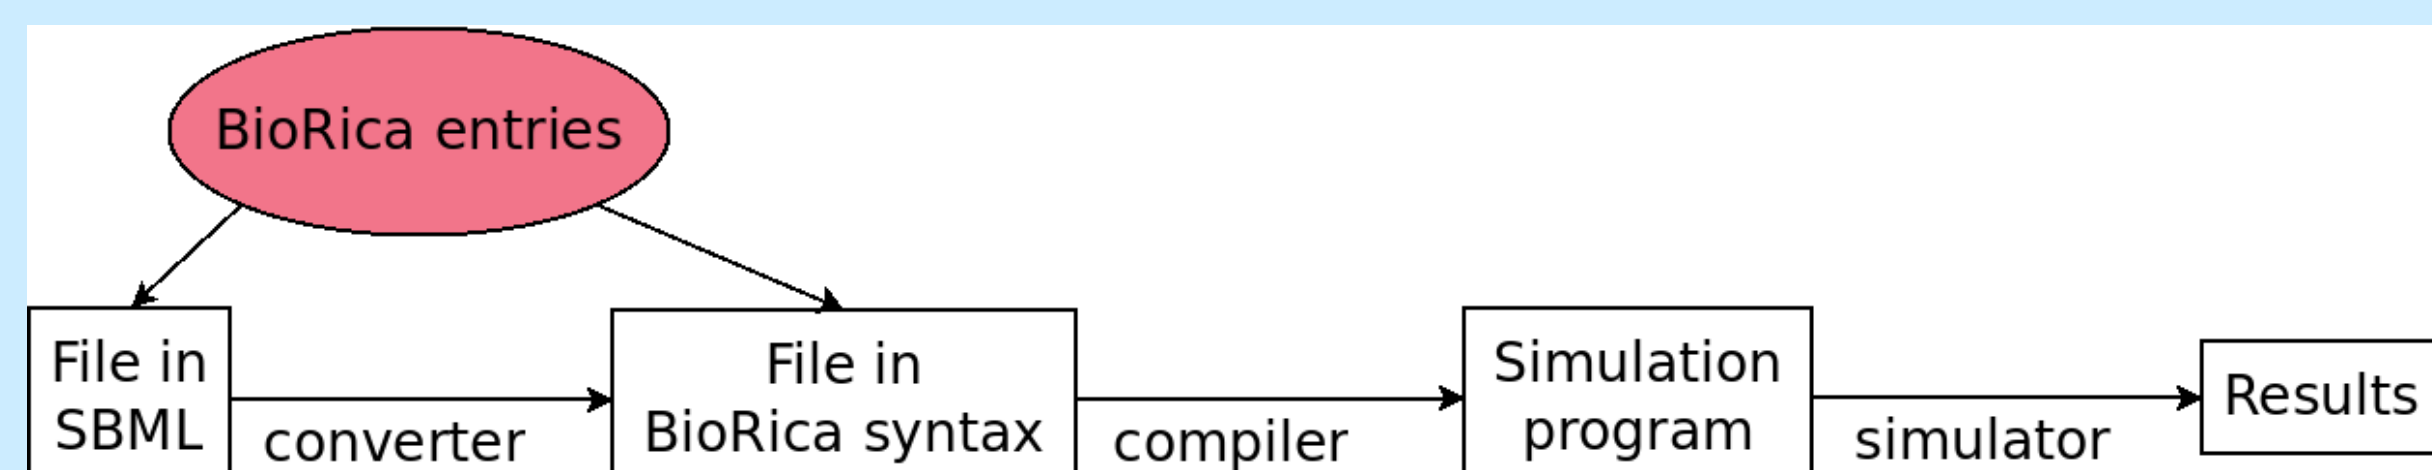 BioRica entries
File in
SBML
converter
File in
BioRica syntax
compiler
Simulation
program
simulator
Results